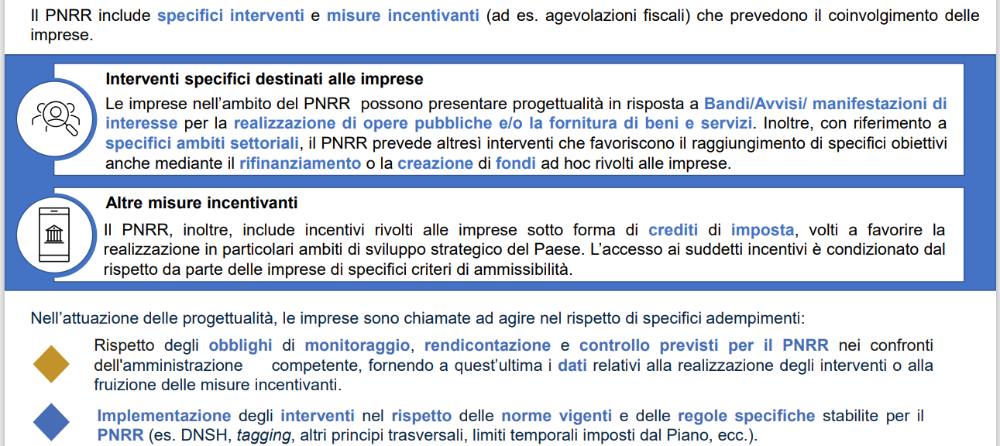 Il PNRR include specifici interventi e misure incentivanti (ad es. agevolazioni fiscali) che prevedono il coinvolgimento delle
imprese.
Interventi specifici destinati alle imprese
Le imprese nell’ambito del PNRR possono presentare progettualità in risposta a Bandi/Avvisi/ manifestazioni di
interesse per la realizzazione di opere pubbliche e/o la fornitura di beni e servizi. Inoltre, con riferimento a
specifici ambiti settoriali, il PNRR prevede altresì interventi che favoriscono il raggiungimento di specifici obiettivi
anche mediante il rifinanziamento o la creazione di fondi ad hoc rivolti alle imprese.
Altre misure incentivanti
Il PNRR, inoltre, include incentivi rivolti alle imprese sotto forma di crediti di imposta, volti a favorire la
realizzazione in particolari ambiti di sviluppo strategico del Paese. L’accesso ai suddetti incentivi è condizionato dal
rispetto da parte delle imprese di specifici criteri di ammissibilità.
Nell’attuazione delle progettualità, le imprese sono chiamate ad agire nel rispetto di specifici adempimenti:
Rispetto degli obblighi di monitoraggio, rendicontazione e controllo previsti per il PNRR nei confronti
dell'amministrazione competente, fornendo a quest’ultima i dati relativi alla realizzazione degli interventi o alla
fruizione delle misure incentivanti.
Implementazione degli interventi nel rispetto delle norme vigenti e delle regole specifiche stabilite per il
PNRR (es. DNSH, tagging, altri principi trasversali, limiti temporali imposti dal Piano, ecc.).